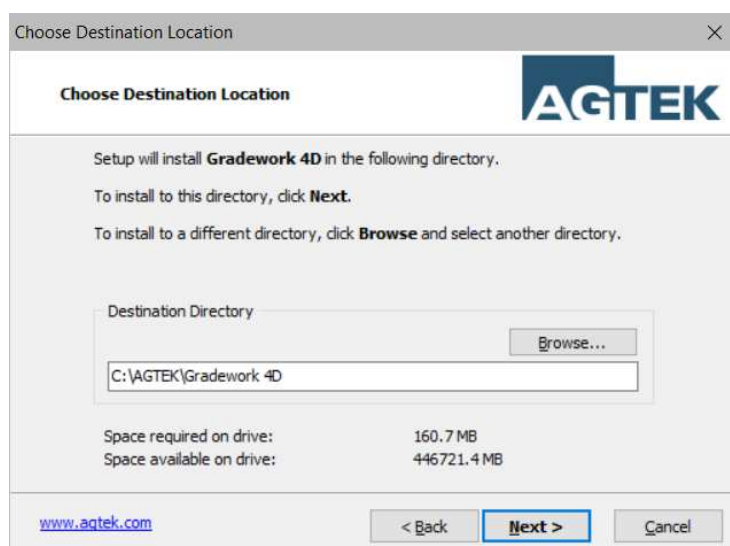 Choose Destination Location
Choose Destination Location
AGTEK
Setup will install Gradework 4D in the following directory.
To install to this directory, click Next.
To install to a different directory, click Browse and select another directory.
Destination Directory
Browse...
C:\AGTEK\Gradework 4D
Space required on drive: 160.7 MB
Space available on drive: 446721.4 MB
www.agtek.com < Back Next > Cancel